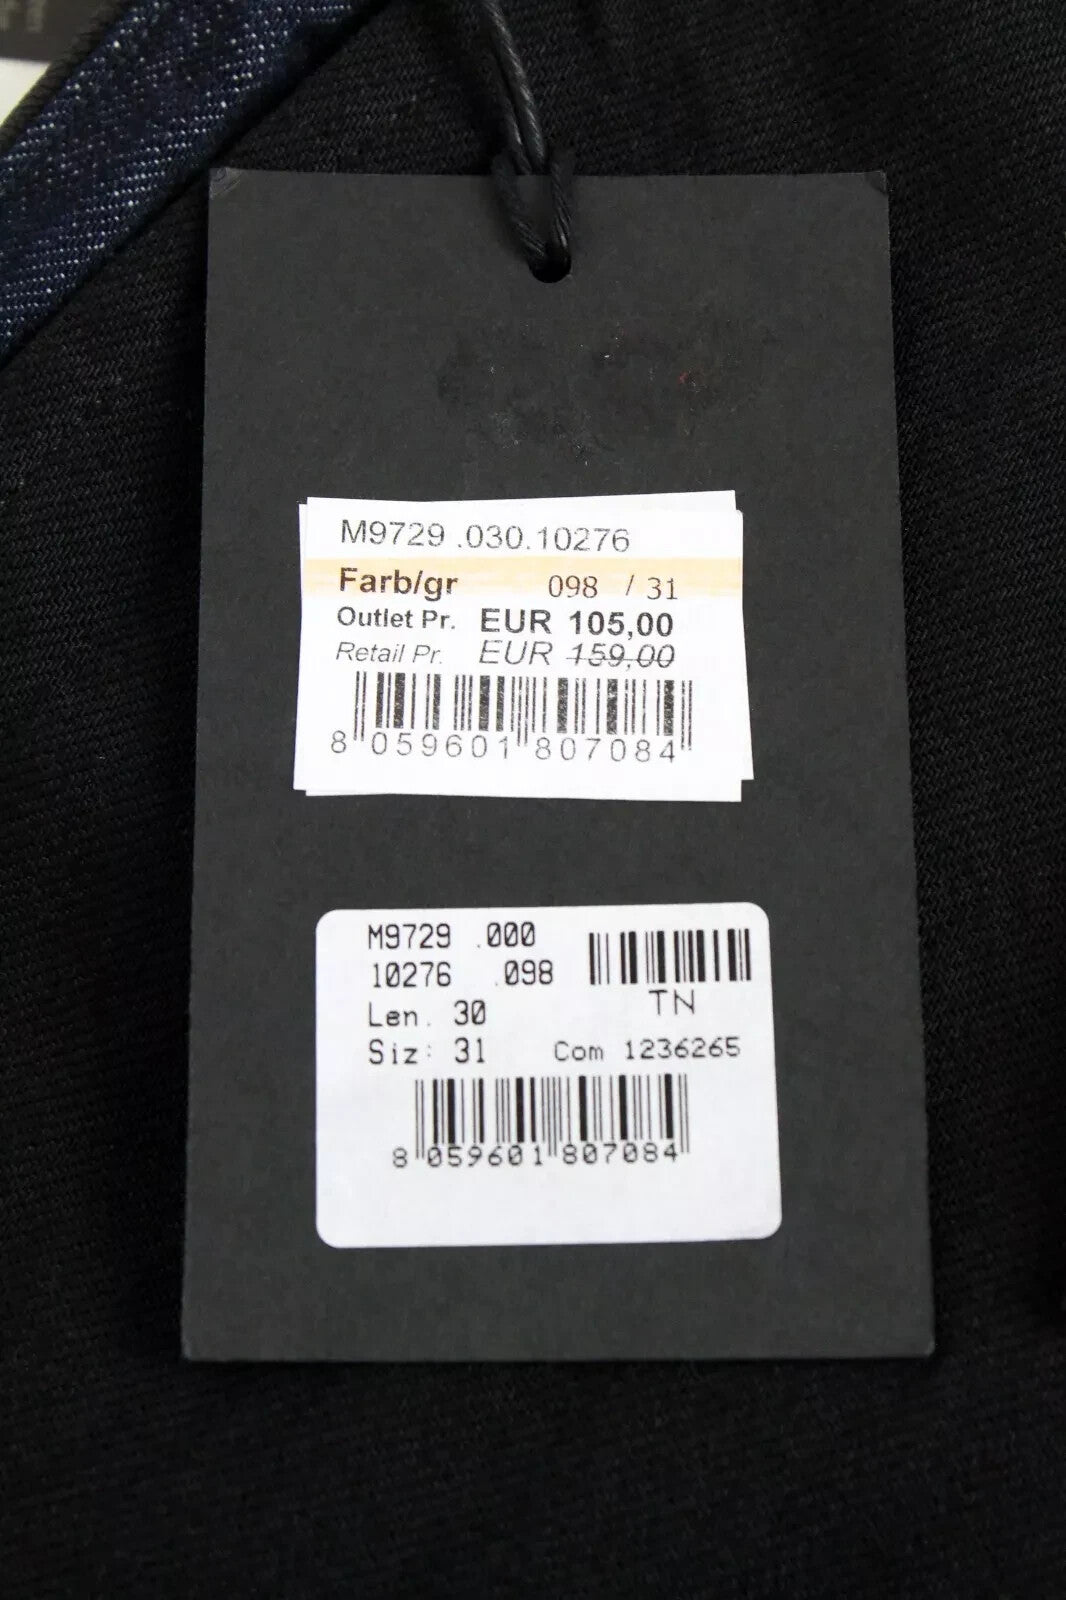 M9729 .030.10276
Farb/gr 098 / 31
Outlet Pr. EUR 105,00
Retail Pr. EUR 159,00
8 059601 807084
M9729 .000
10276 .098
TN
Len. 30
Siz: 31 Com 1236265
8 059601 807084